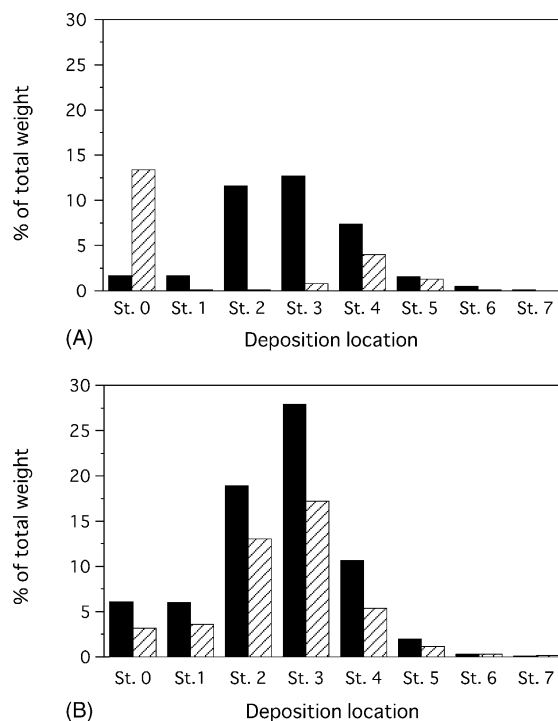 30
25
20
15
10
5
0
% of total weight
St. 0 St. 1 St. 2 St. 3 St. 4 St. 5 St. 6 St. 7
(A) Deposition location
30
25
20
15
10
5
0
% of total weight
St. 0 St.1 St. 2 St. 3 St. 4 St. 5 St. 6 St. 7
(B) Deposition location